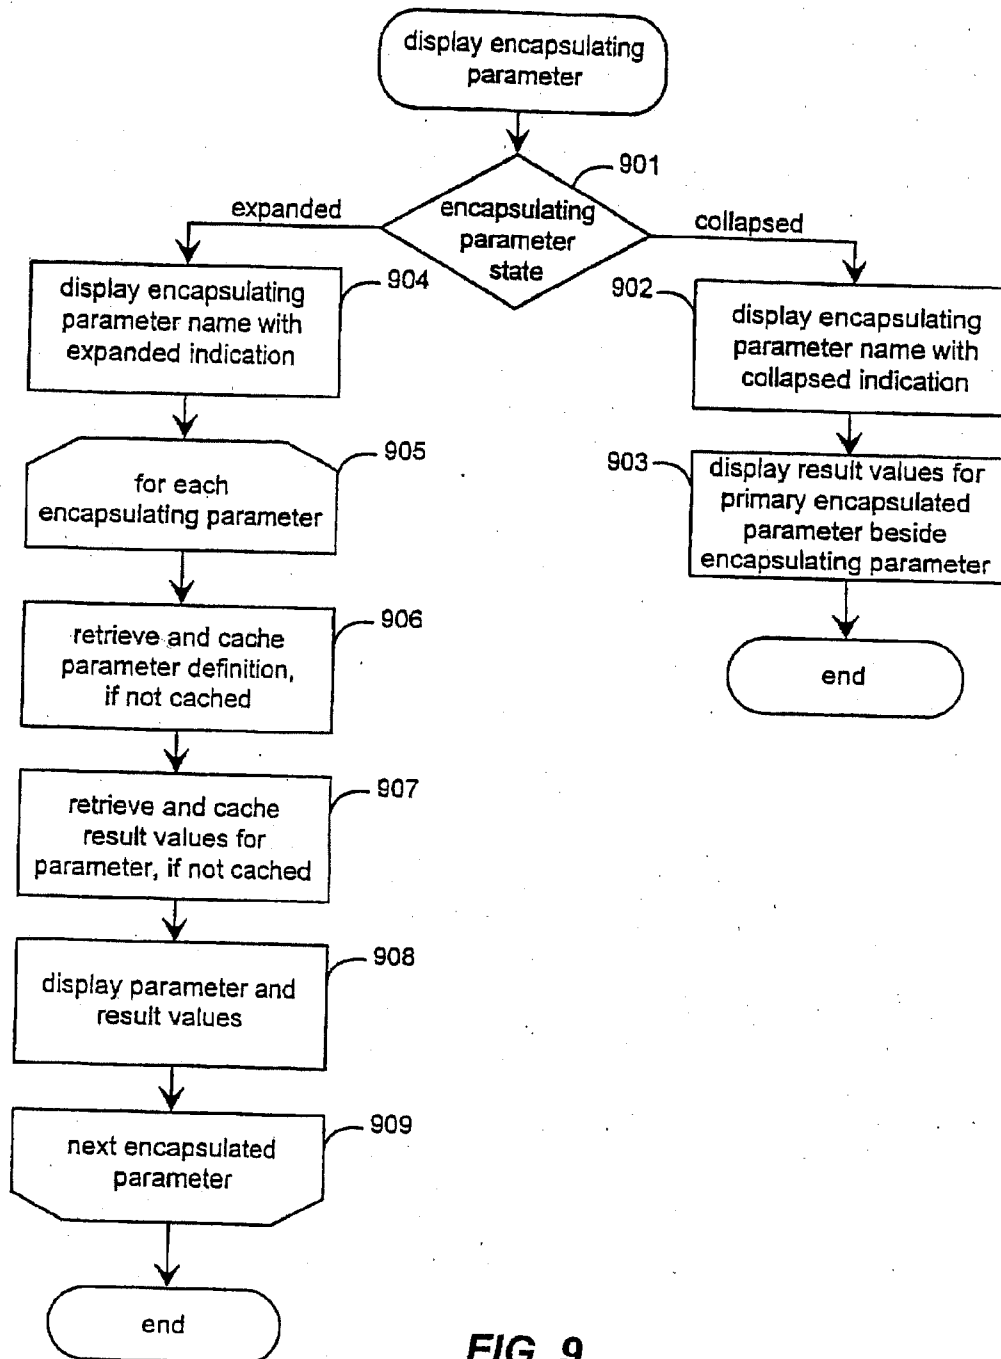 display encapsulating
parameter
901
encapsulating
parameter
state
expanded
collapsed
904
display encapsulating
parameter name with
expanded indication
902
display encapsulating
parameter name with
collapsed indication
905
for each
encapsulating parameter
903
display result values for
primary encapsulated
parameter beside
encapsulating parameter
906
retrieve and cache
parameter definition,
if not cached
end
907
retrieve and cache
result values for
parameter, if not cached
908
display parameter and
result values
909
next encapsulated
parameter
end
FIG. 9